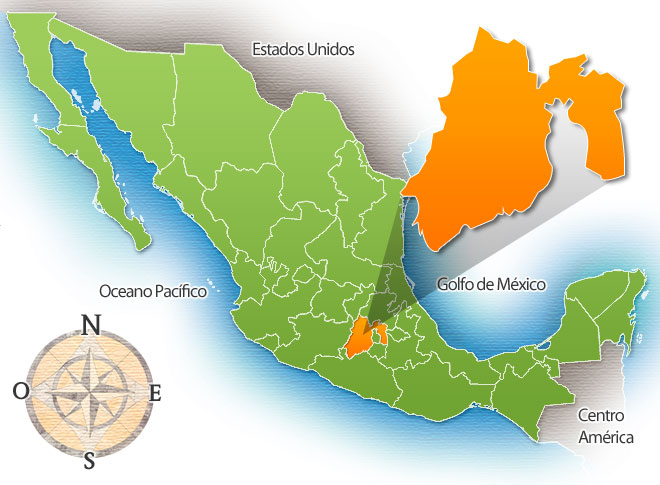 Estados Unidos
Golfo de México
Oceano Pacífico
N
O
E
S
Centro
América